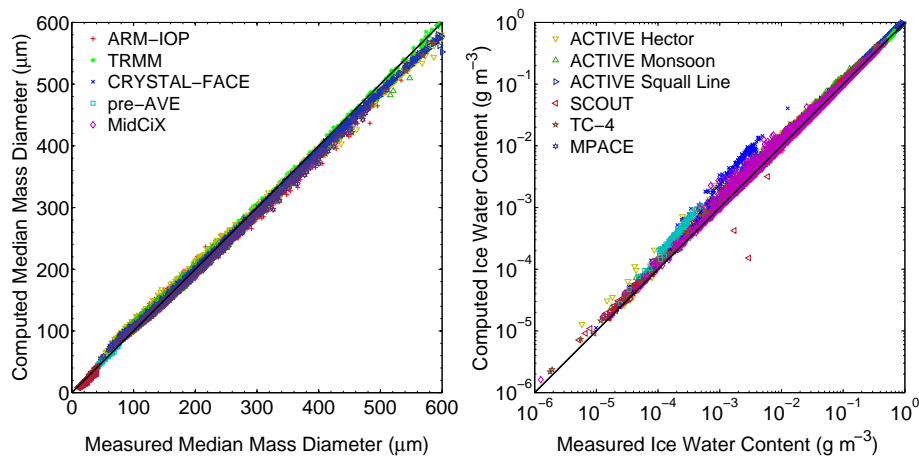 600
500
400
300
200
100
0
Computed Median Mass Diameter (μm)
ARM−IOP
TRMM
CRYSTAL−FACE
pre−AVE
MidCiX
0 100 200 300 400 500 600
Measured Median Mass Diameter (μm)
10⁰
10⁻¹
10⁻²
10⁻³
10⁻⁴
10⁻⁵
10⁻⁶
Computed Ice Water Content (g m⁻³)
ACTIVE Hector
ACTIVE Monsoon
ACTIVE Squall Line
SCOUT
TC−4
MPACE
10⁻⁶ 10⁻⁵ 10⁻⁴ 10⁻³ 10⁻² 10⁻¹ 10⁰
Measured Ice Water Content (g m⁻³)